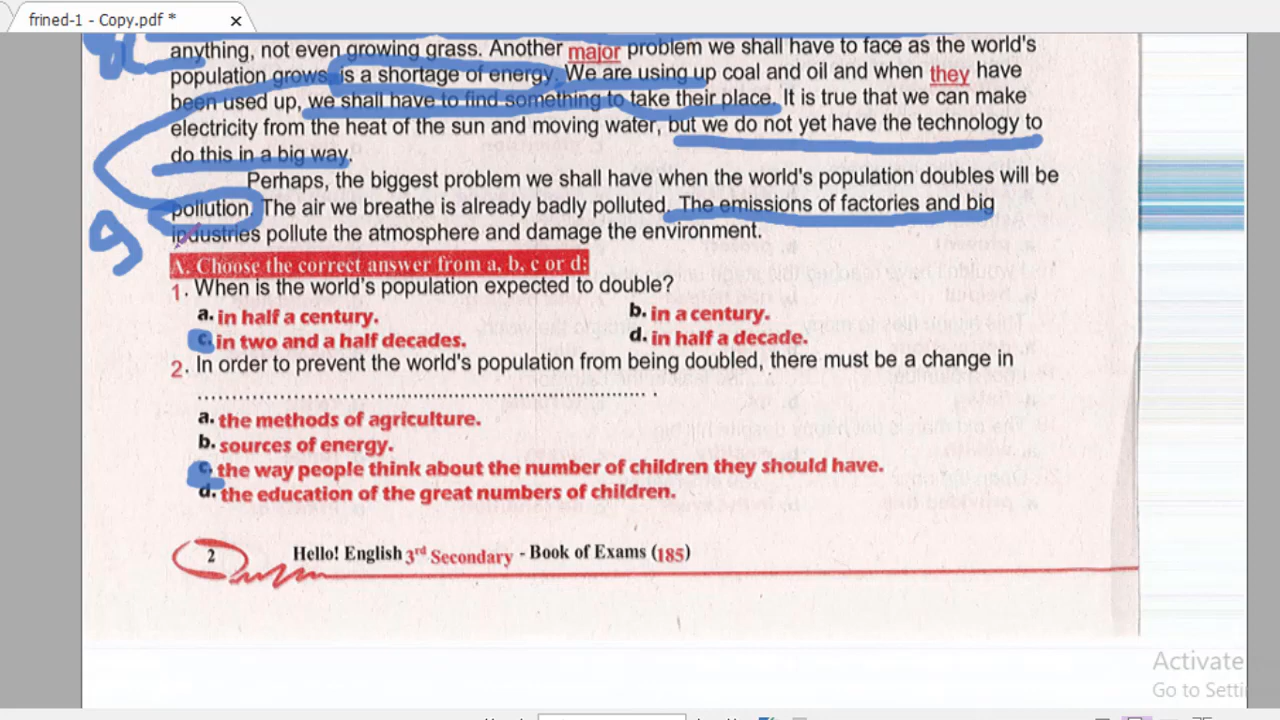 frined-1 - Copy.pdf *
anything, not even growing grass. Another major problem we shall have to face as the world's
population grows, is a shortage of energy. We are using up coal and oil and when they have
been used up, we shall have to find something to take their place. It is true that we can make
electricity from the heat of the sun and moving water, but we do not yet have the technology to
do this in a big way.
Perhaps, the biggest problem we shall have when the world's population doubles will be
pollution. The air we breathe is already badly polluted. The emissions of factories and big
industries pollute the atmosphere and damage the environment.
A. Choose the correct answer from a, b, c or d:
1. When is the world's population expected to double?
a. in half a century. b. in a century.
c. in two and a half decades. d. in half a decade.
2. In order to prevent the world's population from being doubled, there must be a change in
.................................................................................... .
a. the methods of agriculture.
b. sources of energy.
c. the way people think about the number of children they should have.
d. the education of the great numbers of children.
2 Hello! English 3rd Secondary - Book of Exams (185)
Activate
Go to Setti